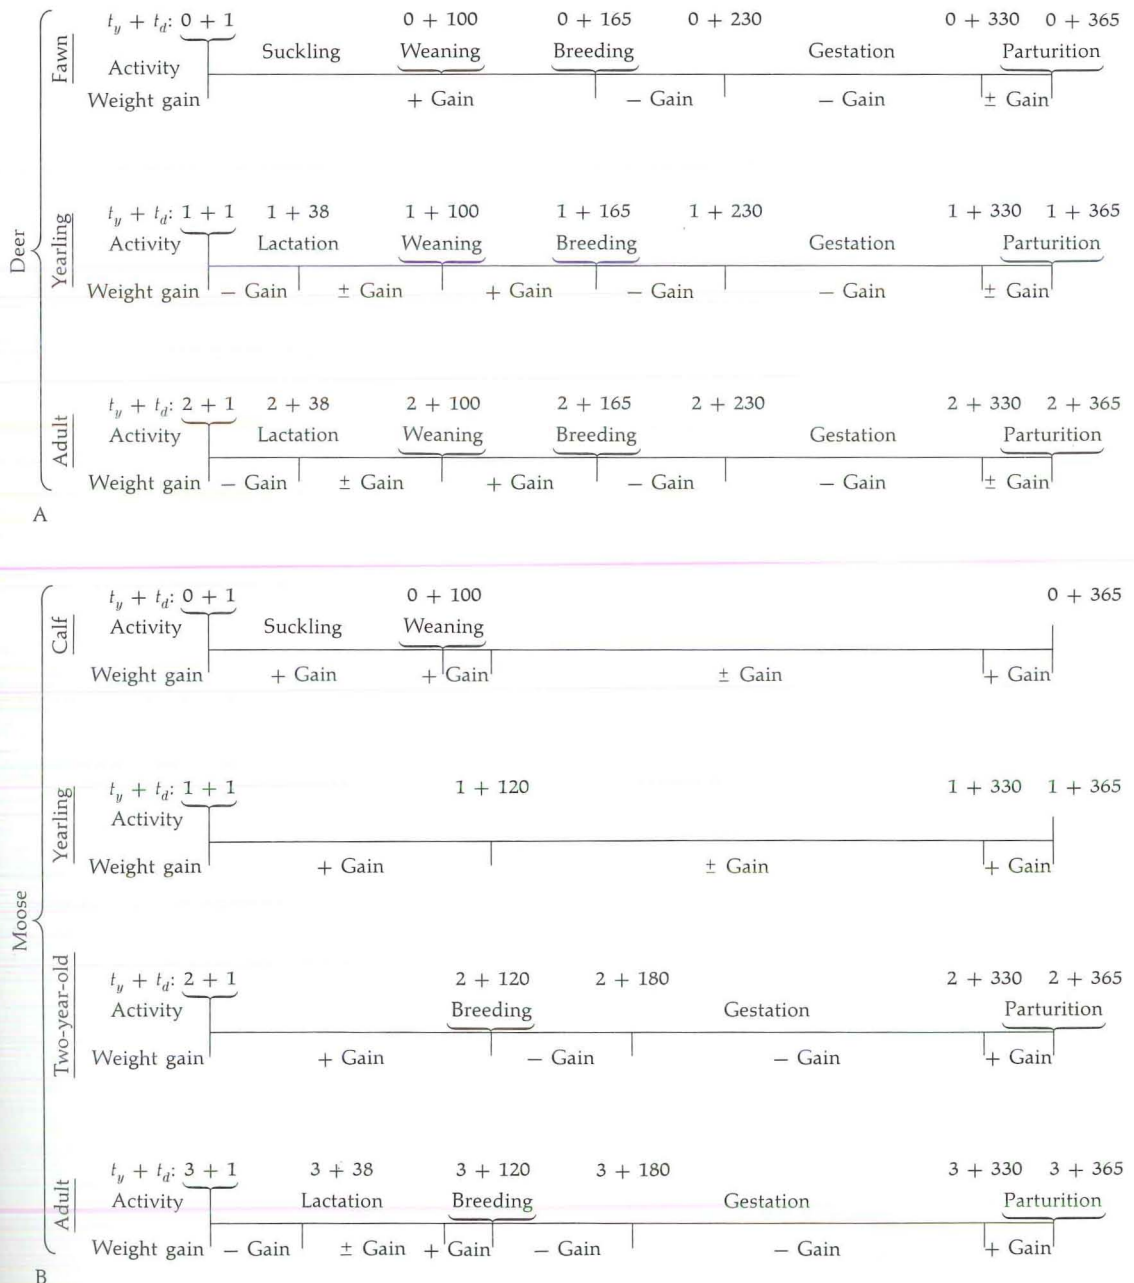 Deer
Fawn
t_y + t_d: 0 + 1 0 + 100 0 + 165 0 + 230 0 + 330 0 + 365
Suckling Weaning Breeding Gestation Parturition
Activity
Weight gain + Gain − Gain − Gain ± Gain
Yearling
t_y + t_d: 1 + 1 1 + 38 1 + 100 1 + 165 1 + 230 1 + 330 1 + 365
Activity Lactation Weaning Breeding Gestation Parturition
Weight gain − Gain ± Gain + Gain − Gain − Gain ± Gain
Adult
t_y + t_d: 2 + 1 2 + 38 2 + 100 2 + 165 2 + 230 2 + 330 2 + 365
Activity Lactation Weaning Breeding Gestation Parturition
Weight gain − Gain ± Gain + Gain − Gain − Gain ± Gain
A
Moose
Calf
t_y + t_d: 0 + 1 0 + 100 0 + 365
Activity Suckling Weaning
Weight gain + Gain + Gain ± Gain + Gain
Yearling
t_y + t_d: 1 + 1 1 + 120 1 + 330 1 + 365
Activity
Weight gain + Gain ± Gain + Gain
Two-year-old
t_y + t_d: 2 + 1 2 + 120 2 + 180 2 + 330 2 + 365
Activity Breeding Gestation Parturition
Weight gain + Gain − Gain − Gain + Gain
Adult
t_y + t_d: 3 + 1 3 + 38 3 + 120 3 + 180 3 + 330 3 + 365
Activity Lactation Breeding Gestation Parturition
Weight gain − Gain ± Gain + Gain − Gain − Gain + Gain
B